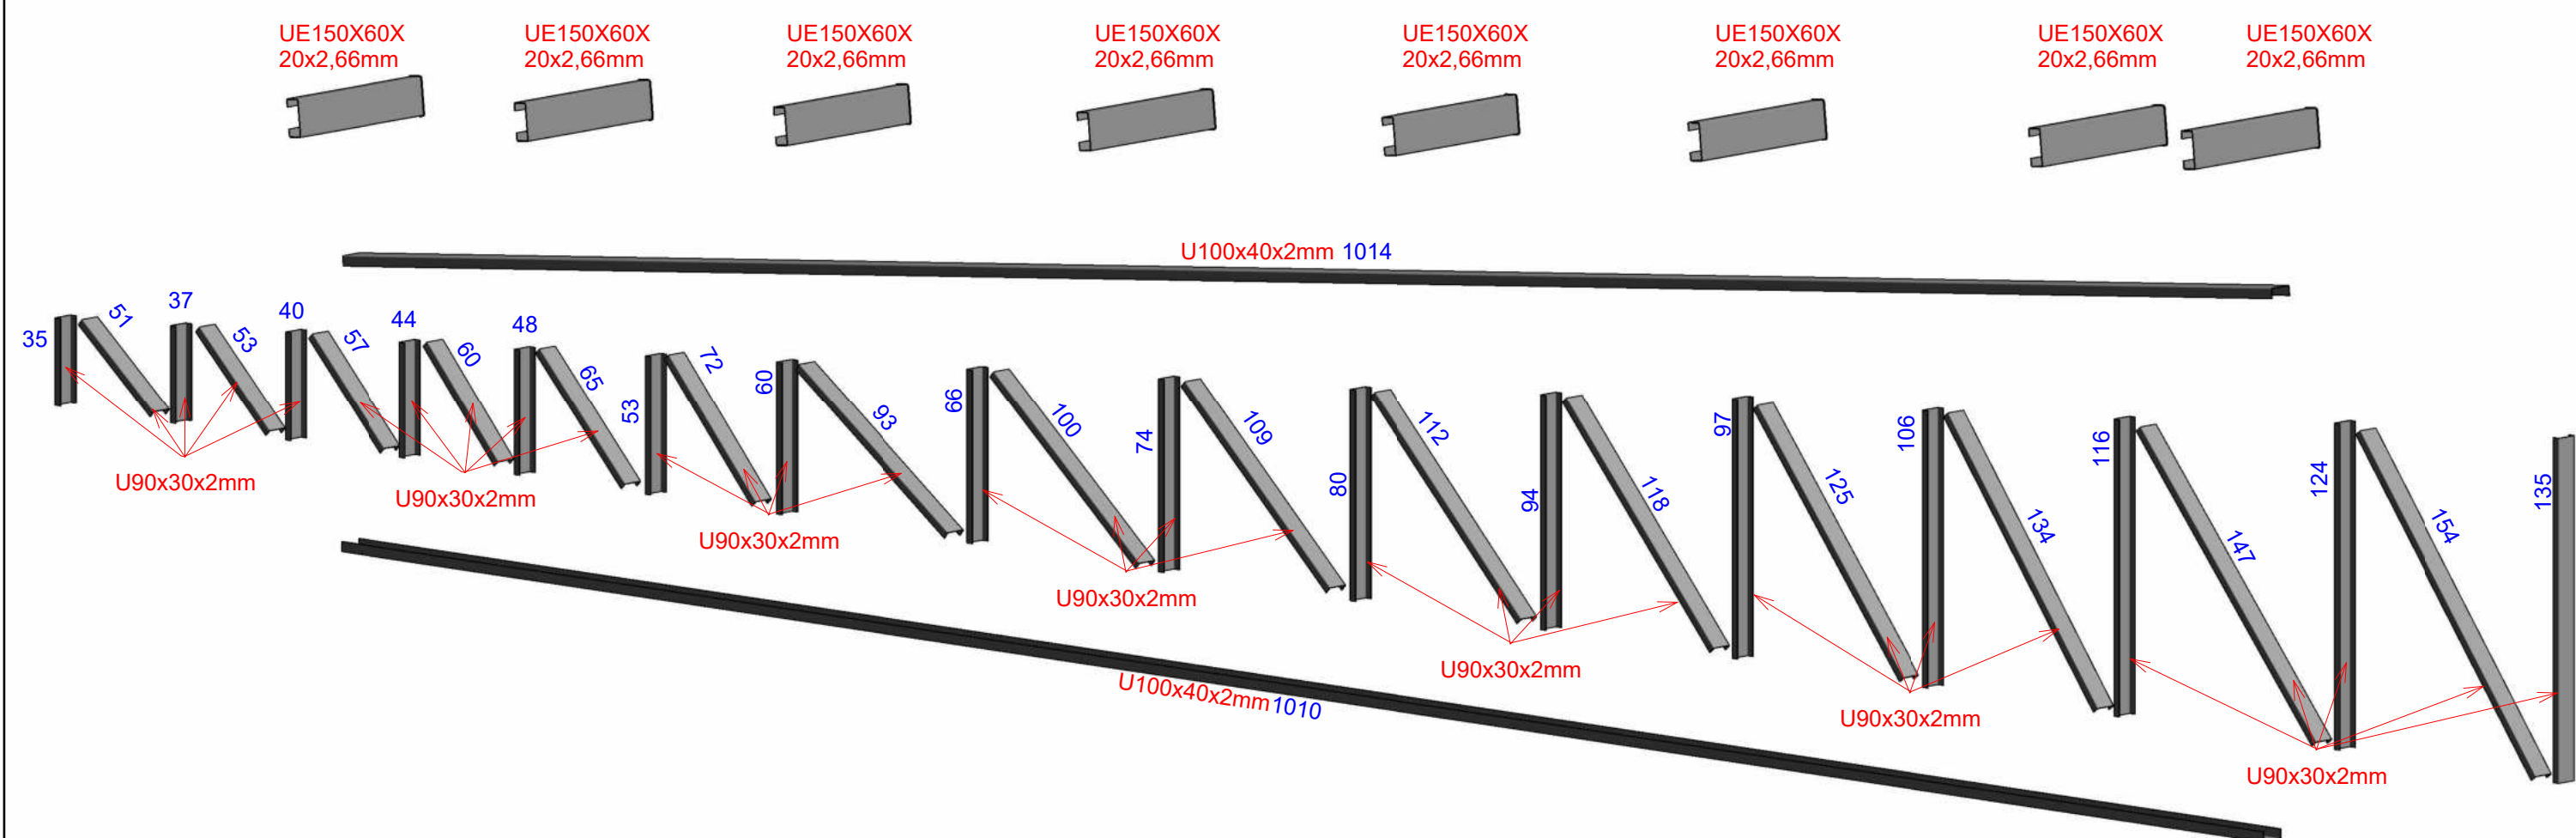 UE150X60X
20x2,66mm
UE150X60X
20x2,66mm
UE150X60X
20x2,66mm
UE150X60X
20x2,66mm
UE150X60X
20x2,66mm
UE150X60X
20x2,66mm
UE150X60X
20x2,66mm
UE150X60X
20x2,66mm
U100x40x2mm 1014
35
51
37
53
40
57
44
60
48
65
53
72
60
93
66
100
74
109
80
112
94
118
97
125
106
134
116
147
124
154
135
U90x30x2mm
U90x30x2mm
U90x30x2mm
U90x30x2mm
U90x30x2mm
U90x30x2mm
U90x30x2mm
U100x40x2mm 1010